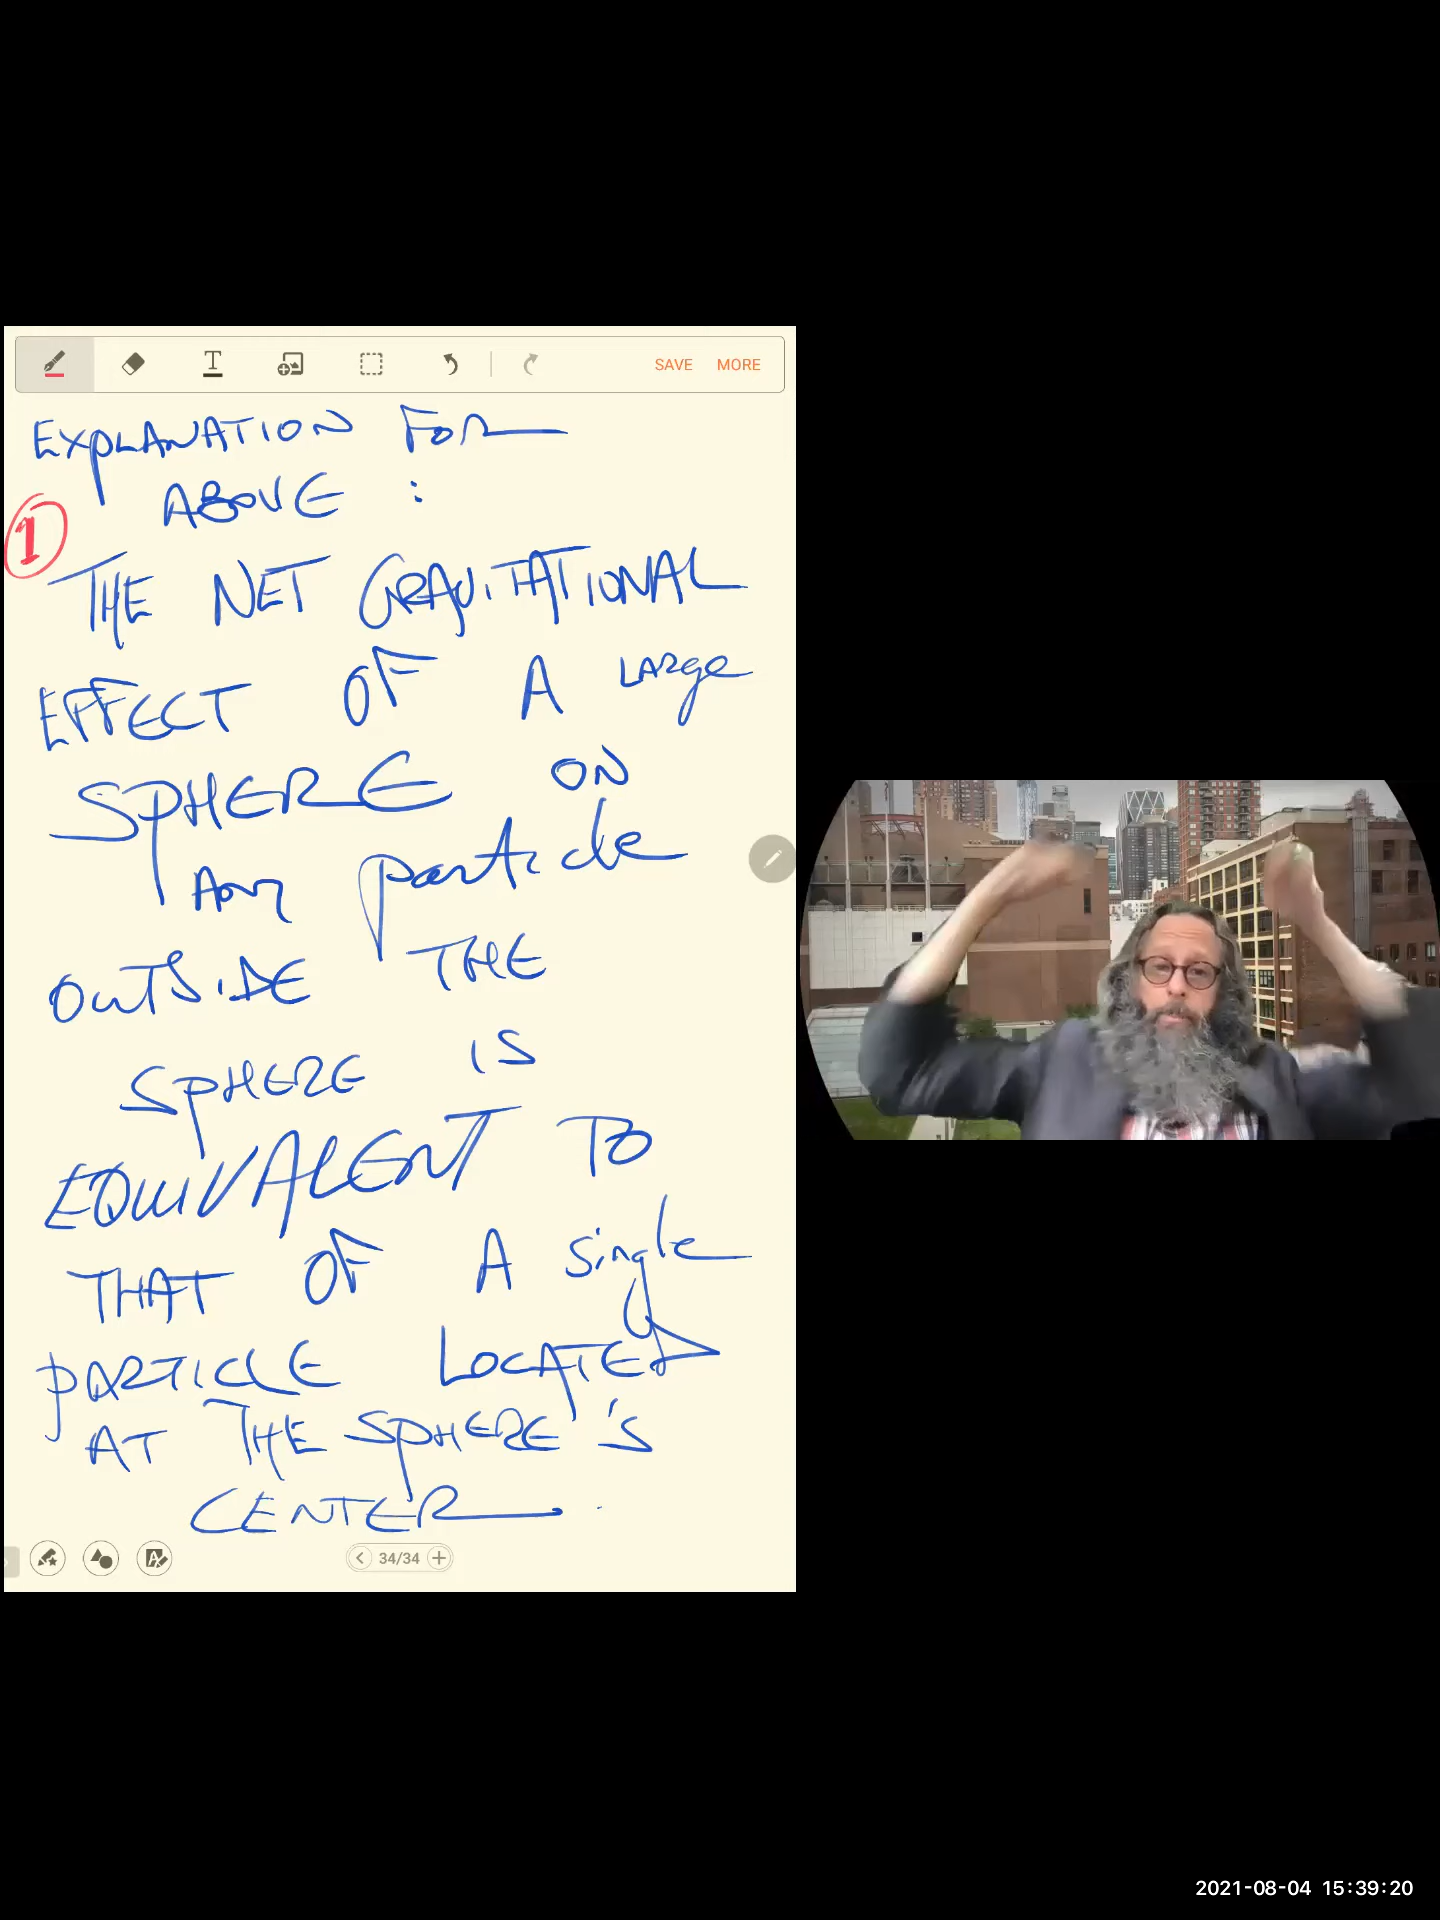 T
SAVE MORE
EXPLANATION FOR
ABOVE :
1
THE NET GRAVITATIONAL
EFFECT OF A LARGE
SPHERE ON
Any particle
OUTSIDE THE
SPHERE IS
EQUIVALENT TO
THAT OF A single
PARTICLE LOCATED
AT THE SPHERE'S
CENTER.
A
34/34
2021-08-04 15:39:20